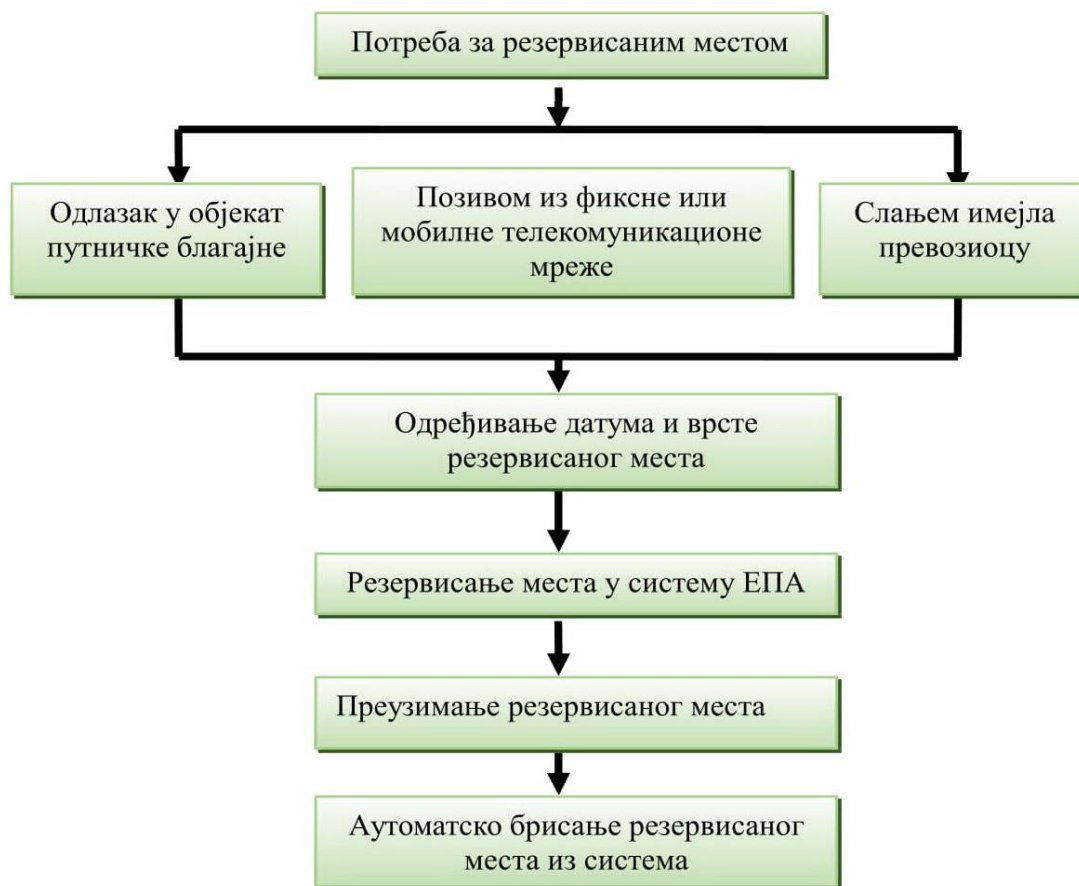 Потреба за резервисаним местом
Одлазак у објекат
путничке благајне
Позивом из фиксне или
мобилне телекомуникационе
мреже
Слањем имејла
превозиоцу
Одређивање датума и врсте
резервисаног места
Резервисање места у систему ЕПА
Преузимање резервисаног места
Аутоматско брисање резервисаног
места из система